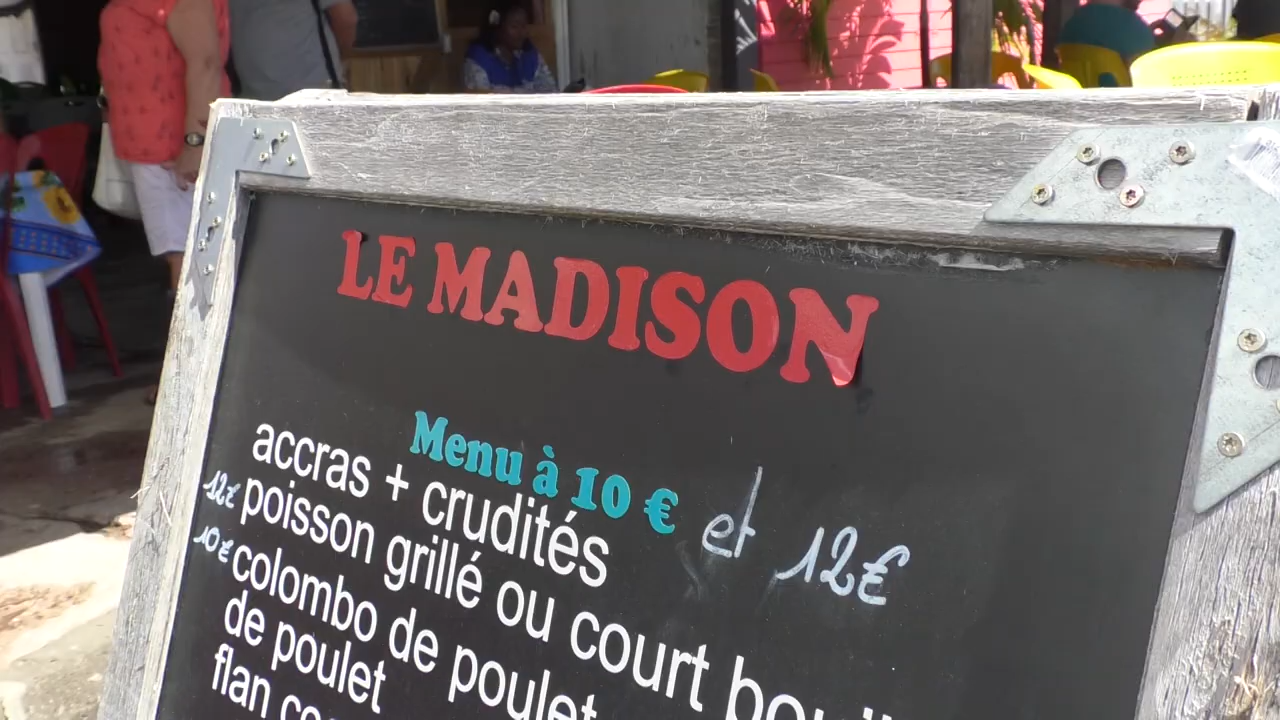 LE MADISON
Menu à 10 € et 12€
accras + crudités
12€ poisson grillé ou court
10€ colombo de poulet
de poulet
flan